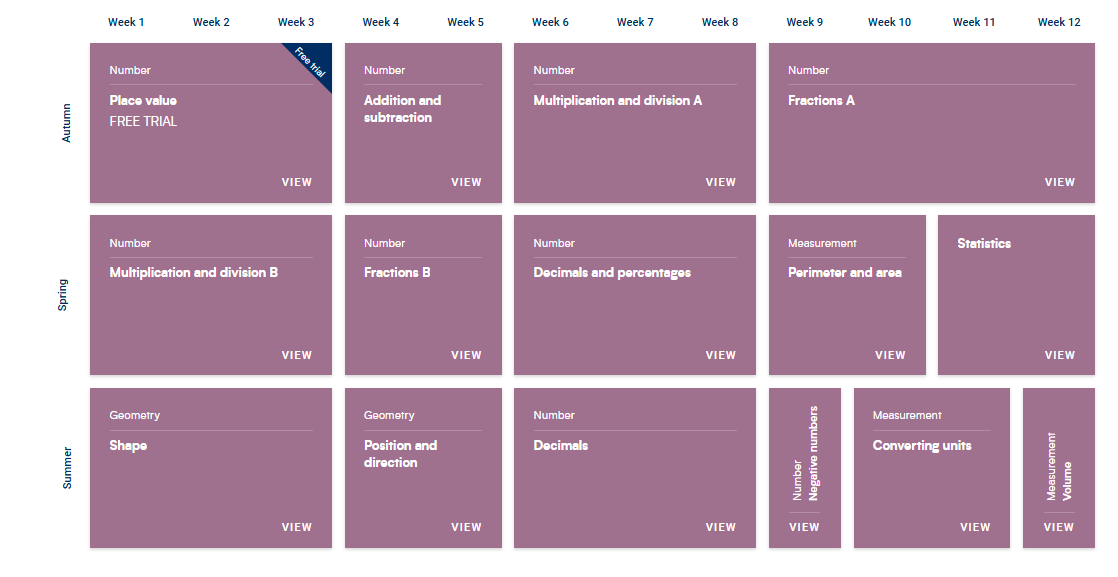 Week 1
Week 2
Week 3
Week 4
Week 5
Week 6
Week 7
Week 8
Week 9
Week 10
Week 11
Week 12
Autumn
Number
Place value
FREE TRIAL
VIEW
Free trial
Number
Addition and
subtraction
VIEW
Number
Multiplication and division A
VIEW
Number
Fractions A
VIEW
Spring
Number
Multiplication and division B
VIEW
Number
Fractions B
VIEW
Number
Decimals and percentages
VIEW
Measurement
Perimeter and area
VIEW
Statistics
VIEW
Summer
Geometry
Shape
VIEW
Geometry
Position and
direction
VIEW
Number
Decimals
VIEW
Number
Negative numbers
VIEW
Measurement
Converting units
VIEW
Measurement
Volume
VIEW